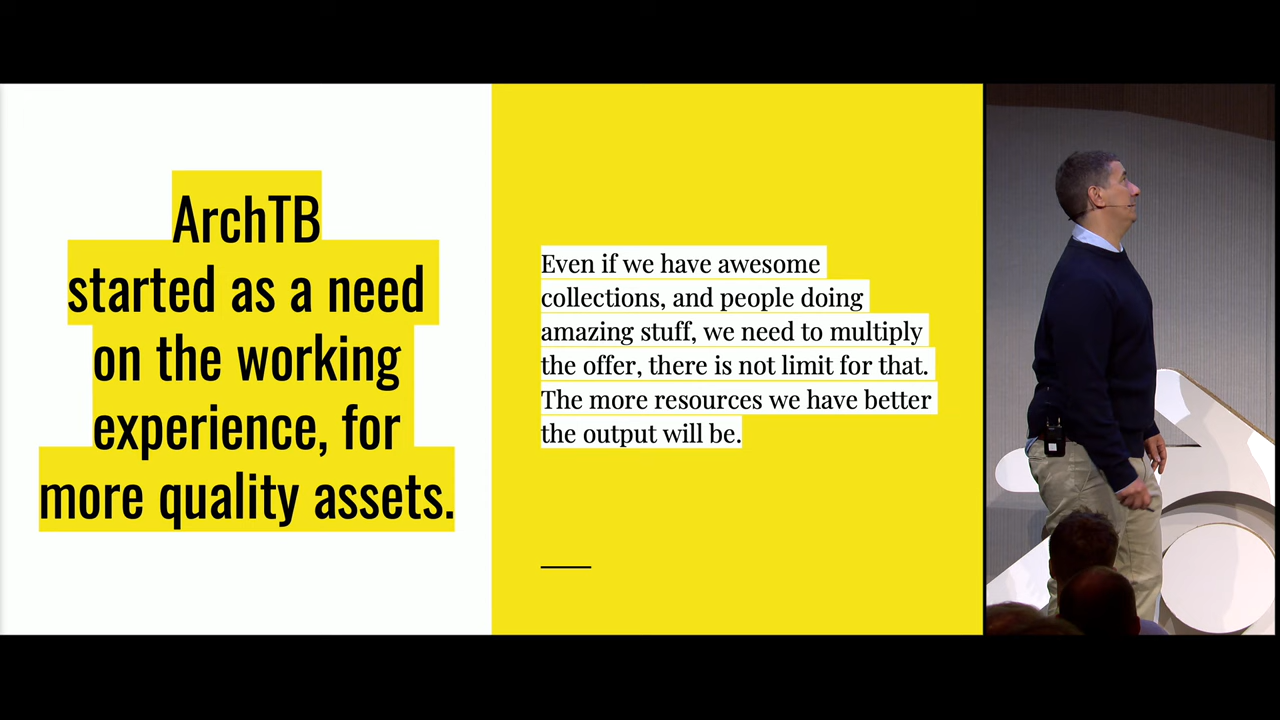 ArchTB
started as a need
on the working
experience, for
more quality assets.
Even if we have awesome
collections, and people doing
amazing stuff, we need to multiply
the offer, there is not limit for that.
The more resources we have better
the output will be.